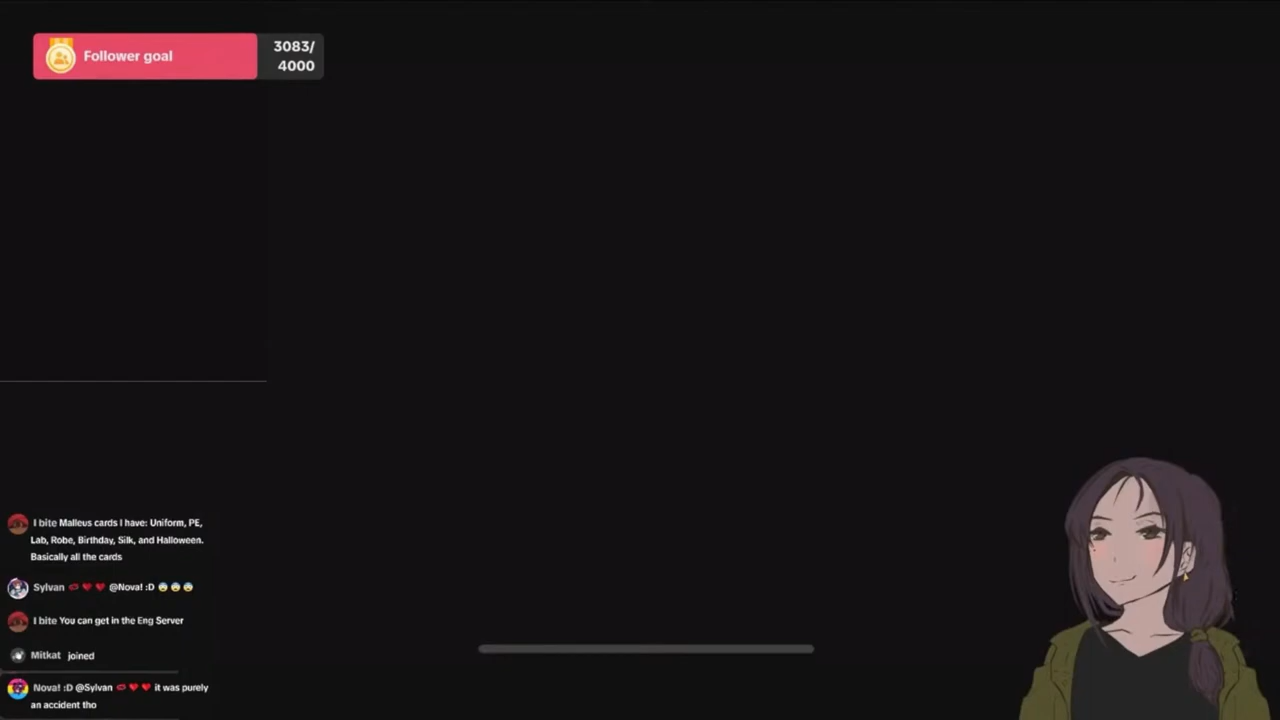 Follower goal
3083/
4000
I bite Malleus cards I have: Uniform, PE,
Lab, Robe, Birthday, Silk, and Halloween.
Basically all the cards
Sylvan 💋❤️❤️ @Nova! :D 😨😨😨
I bite You can get in the Eng Server
Mitkat joined
Nova! :D @Sylvan 💋❤️❤️ it was purely
an accident tho